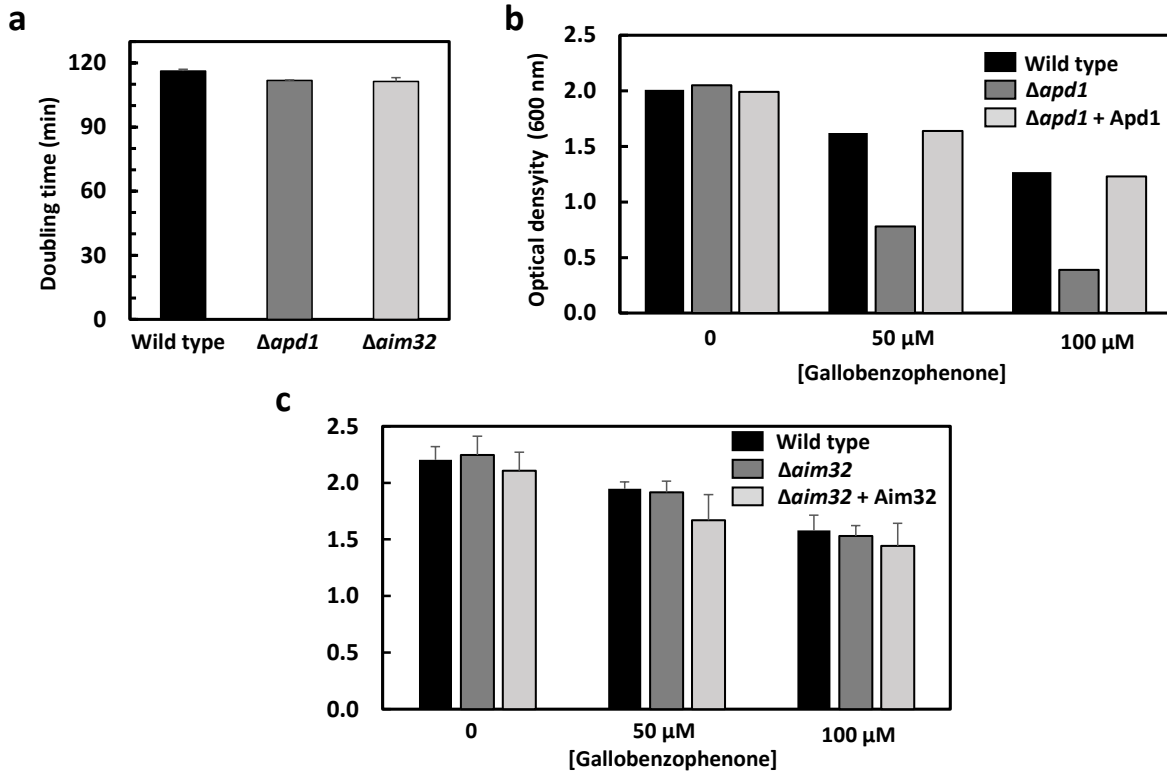 a
Doubling time (min)
120
90
60
30
0
Wild type
Δapd1
Δaim32
b
Optical densyity (600 nm)
2.5
2.0
1.5
1.0
0.5
0.0
Wild type
Δapd1
Δapd1 + Apd1
0
50 µM
100 µM
[Gallobenzophenone]
c
2.5
2.0
1.5
1.0
0.5
0.0
Wild type
Δaim32
Δaim32 + Aim32
0
50 µM
100 µM
[Gallobenzophenone]